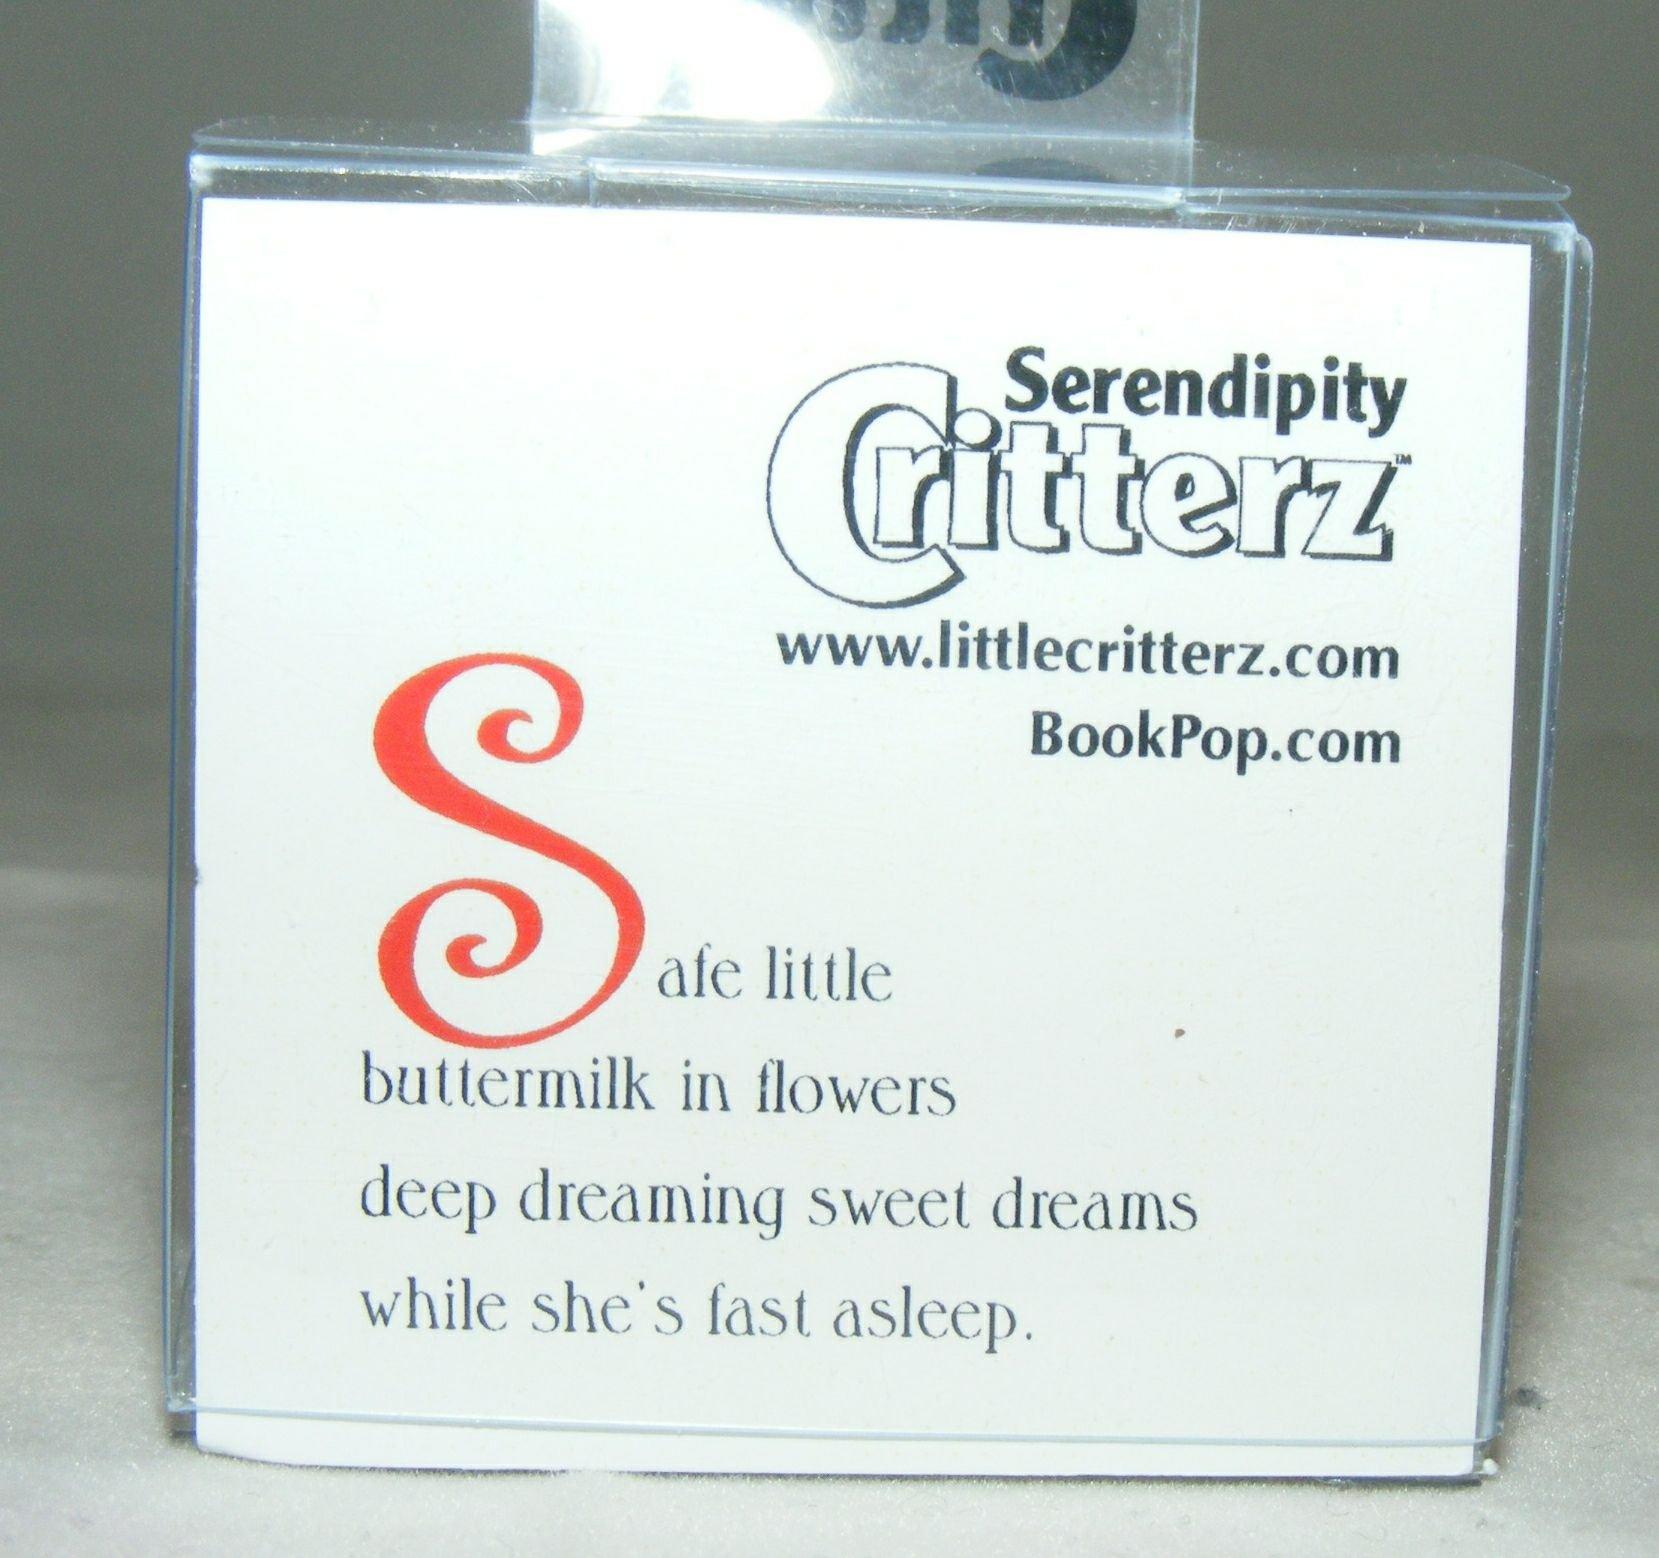 Serendipity
Critterz™
www.littlecritterz.com
BookPop.com
Safe little
buttermilk in flowers
deep dreaming sweet dreams
while she's fast asleep.